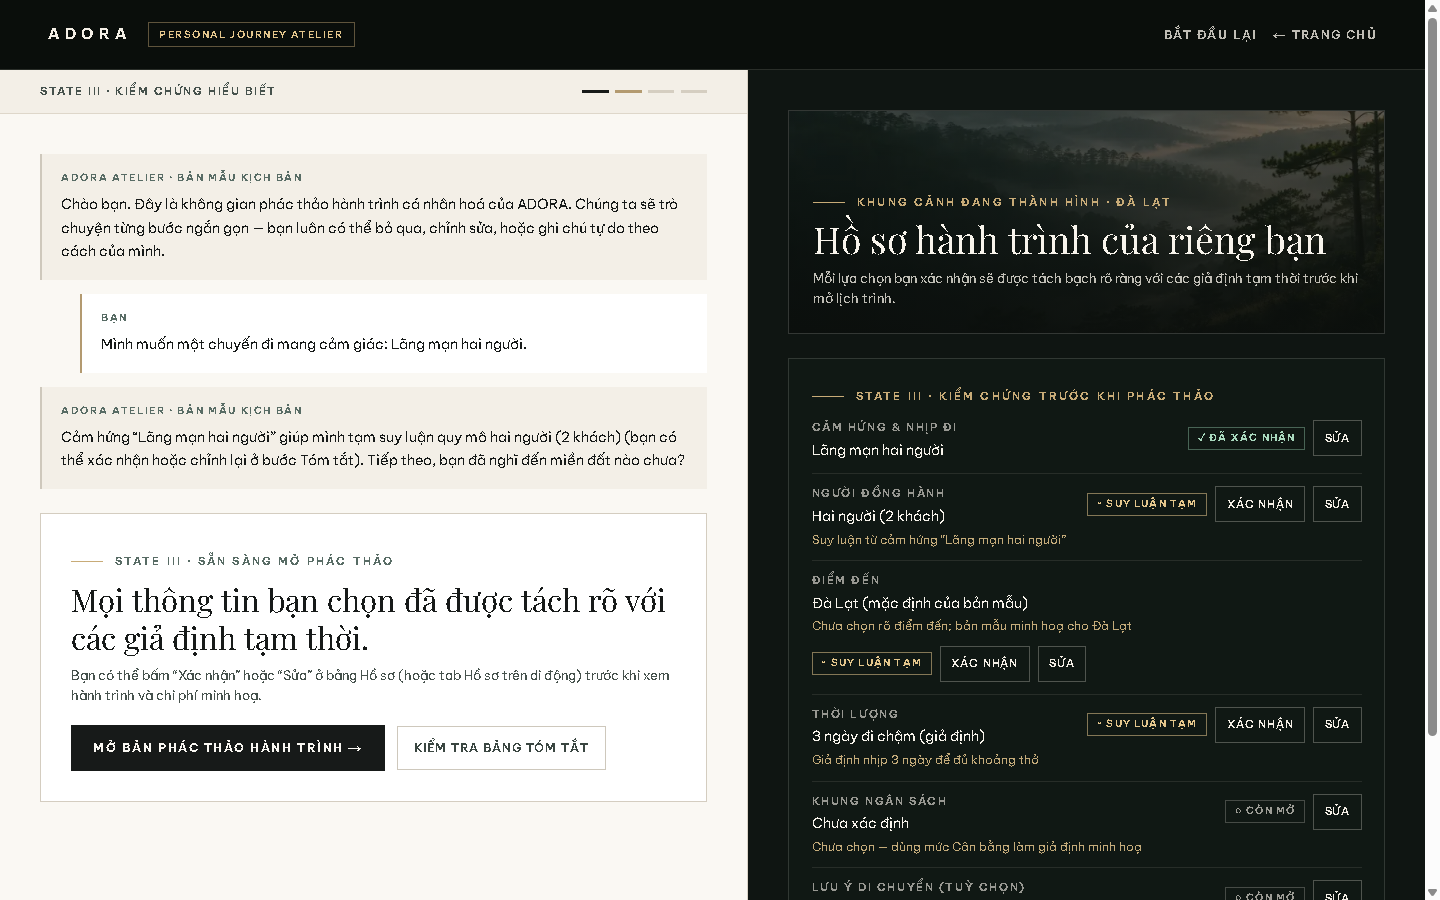 ADORA
PERSONAL JOURNEY ATELIER
BẮT ĐẦU LẠI
← TRANG CHỦ
STATE III · KIỂM CHỨNG HIỂU BIẾT
ADORA ATELIER · BẢN MẪU KỊCH BẢN
Chào bạn. Đây là không gian phác thảo hành trình cá nhân hoá của ADORA. Chúng ta sẽ trò
chuyện từng bước ngắn gọn — bạn luôn có thể bỏ qua, chỉnh sửa, hoặc ghi chú tự do theo
cách của mình.
BẠN
Mình muốn một chuyến đi mang cảm giác: Lãng mạn hai người.
ADORA ATELIER · BẢN MẪU KỊCH BẢN
Cảm hứng “Lãng mạn hai người” giúp mình tạm suy luận quy mô hai người (2 khách) (bạn có
thể xác nhận hoặc chỉnh lại ở bước Tóm tắt). Tiếp theo, bạn đã nghĩ đến miền đất nào chưa?
STATE III · SẴN SÀNG MỞ PHÁC THẢO
Mọi thông tin bạn chọn đã được tách rõ với
các giả định tạm thời.
Bạn có thể bấm “Xác nhận” hoặc “Sửa” ở bảng Hồ sơ (hoặc tab Hồ sơ trên di động) trước khi xem
hành trình và chi phí minh hoạ.
MỞ BẢN PHÁC THẢO HÀNH TRÌNH →
KIỂM TRA BẢNG TÓM TẮT
KHUNG CẢNH ĐANG THÀNH HÌNH · ĐÀ LẠT
Hồ sơ hành trình của riêng bạn
Mỗi lựa chọn bạn xác nhận sẽ được tách bạch rõ ràng với các giả định tạm thời trước khi
mở lịch trình.
STATE III · KIỂM CHỨNG TRƯỚC KHI PHÁC THẢO
CẢM HỨNG & NHỊP ĐI
Lãng mạn hai người
✓ ĐÃ XÁC NHẬN
SỬA
NGƯỜI ĐỒNG HÀNH
Hai người (2 khách)
Suy luận từ cảm hứng “Lãng mạn hai người”
~ SUY LUẬN TẠM
XÁC NHẬN
SỬA
ĐIỂM ĐẾN
Đà Lạt (mặc định của bản mẫu)
Chưa chọn rõ điểm đến; bản mẫu minh hoạ cho Đà Lạt
~ SUY LUẬN TẠM
XÁC NHẬN
SỬA
THỜI LƯỢNG
3 ngày đi chậm (giả định)
Giả định nhịp 3 ngày để đủ khoảng thở
~ SUY LUẬN TẠM
XÁC NHẬN
SỬA
KHUNG NGÂN SÁCH
Chưa xác định
Chưa chọn — dùng mức Cân bằng làm giả định minh hoạ
○ CÒN MỞ
SỬA
LƯU Ý DI CHUYỂN (TUỲ CHỌN)
○ CÒN MỞ
SỬA